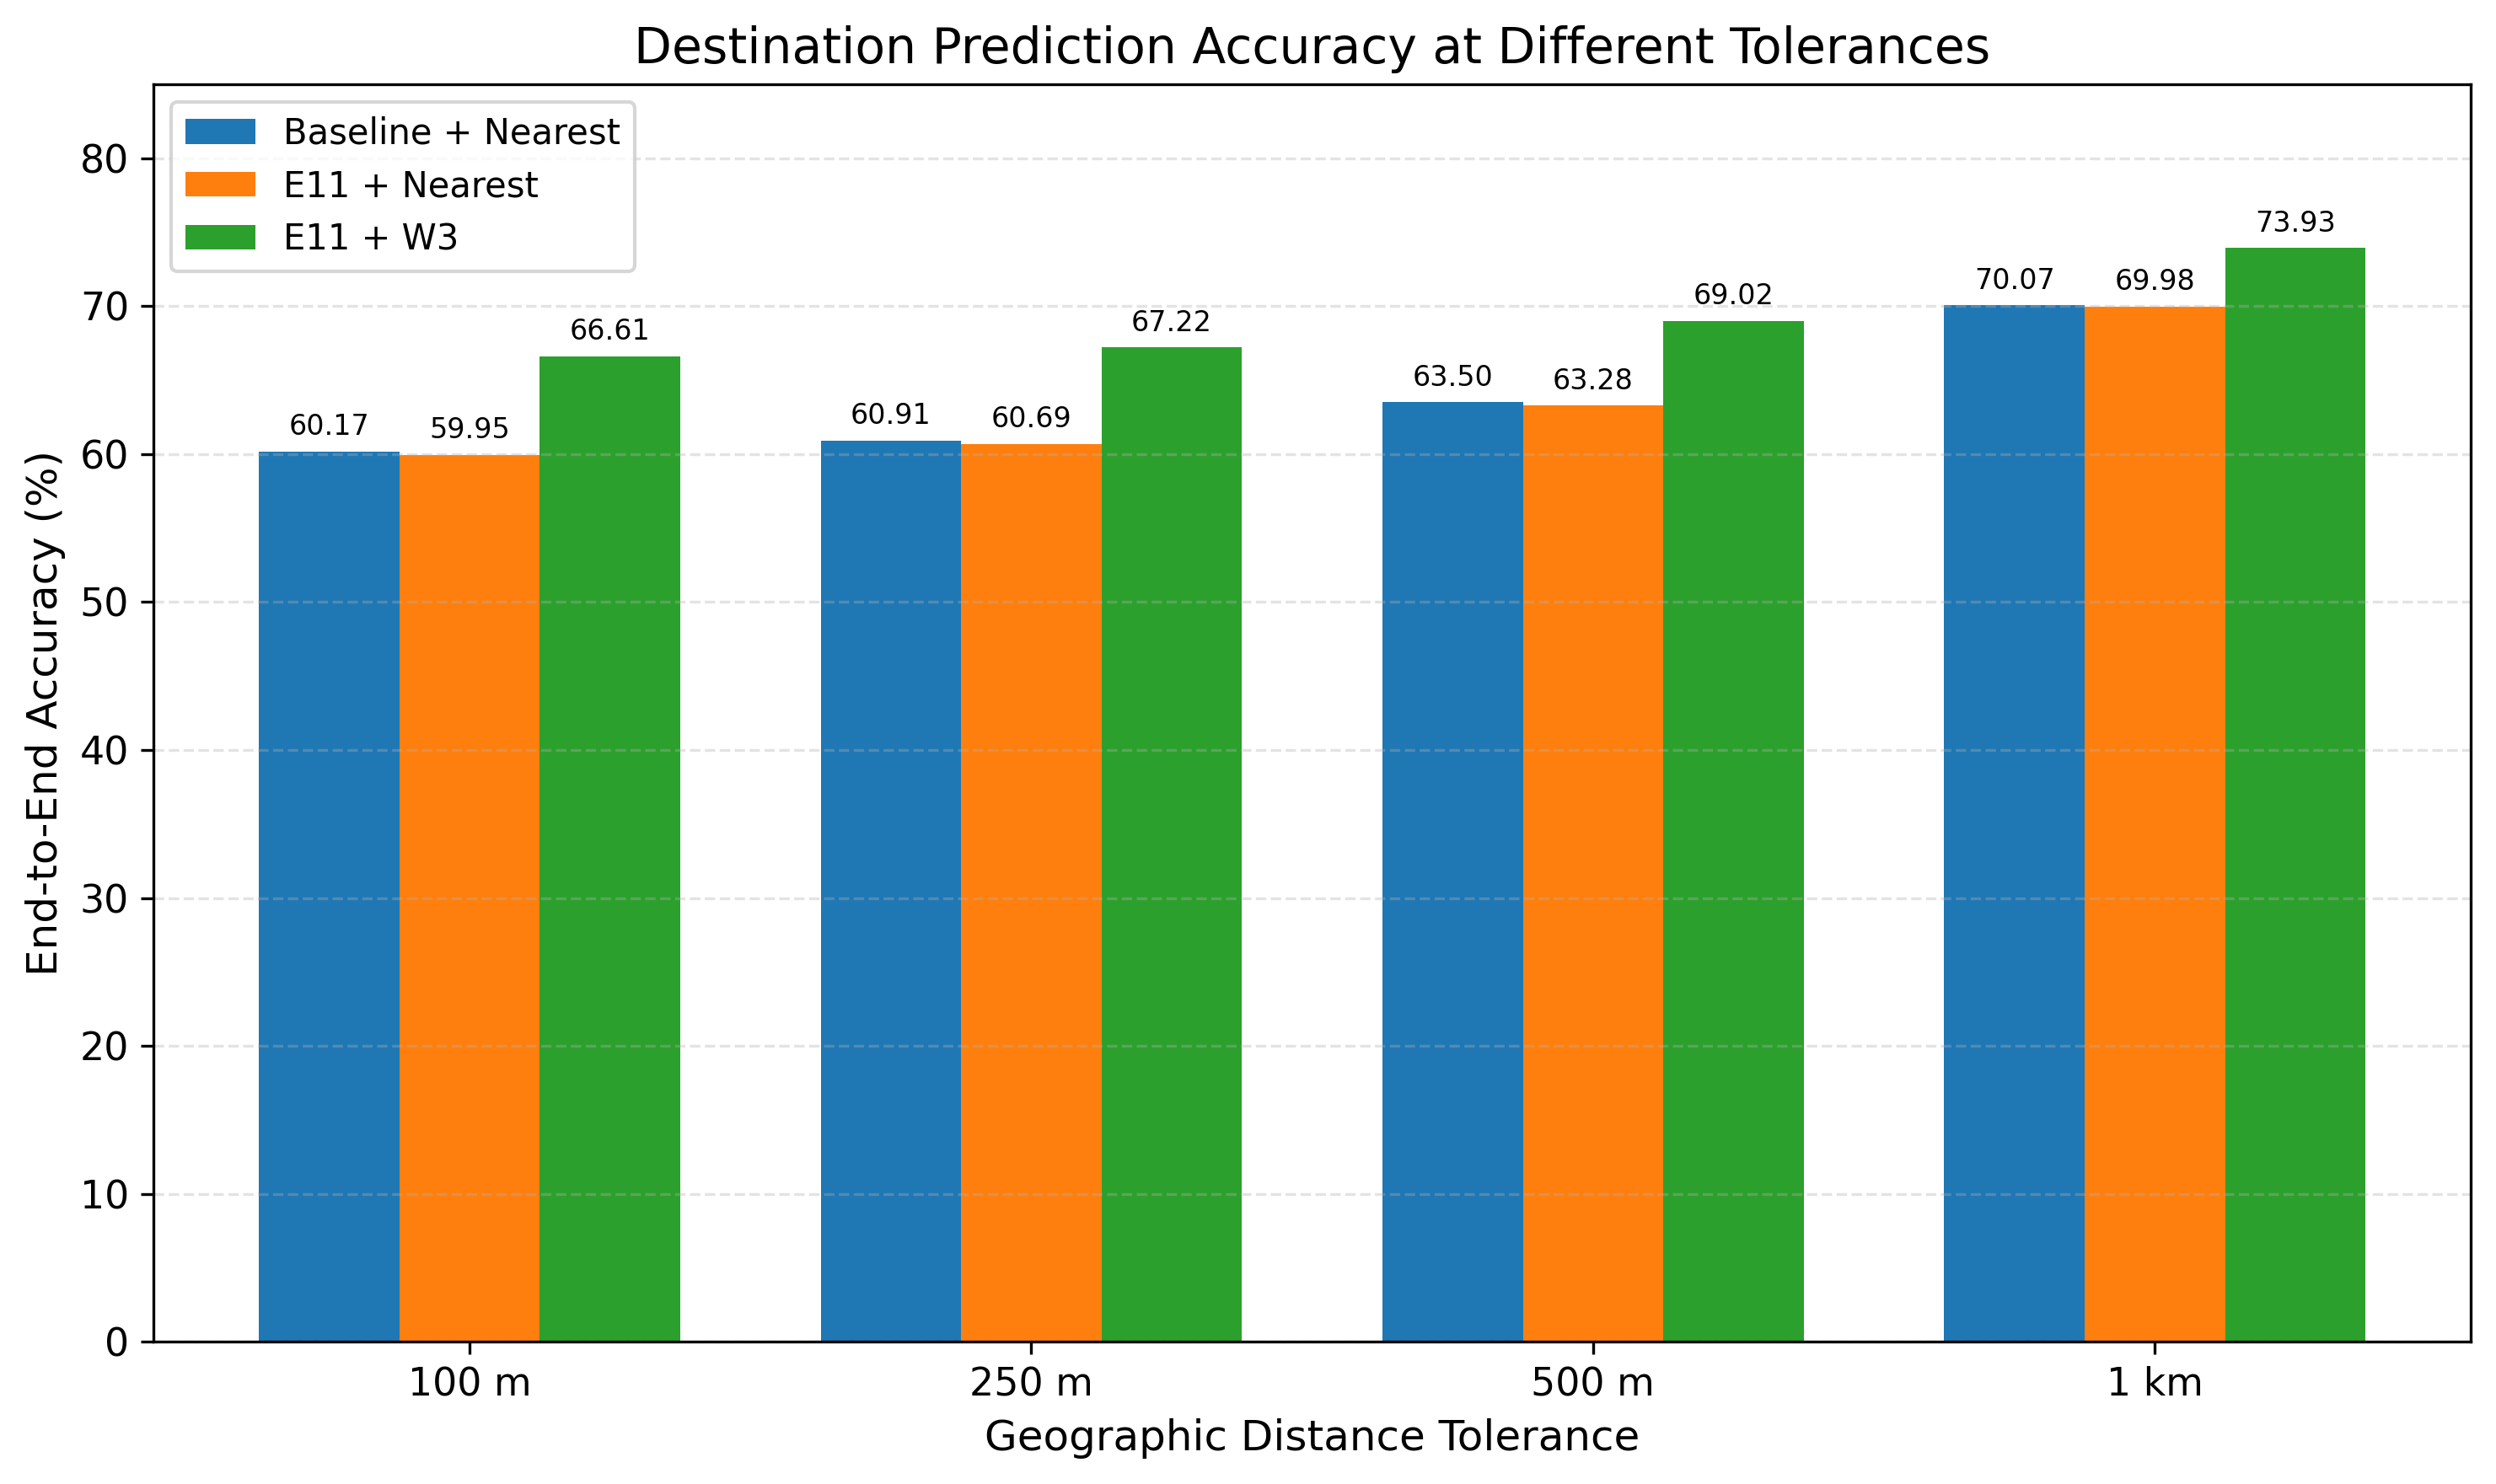 Destination Prediction Accuracy at Different Tolerances
Baseline + Nearest
E11 + Nearest
E11 + W3
End-to-End Accuracy (%)
80
70
60
50
40
30
20
10
0
60.17
59.95
66.61
60.91
60.69
67.22
63.50
63.28
69.02
70.07
69.98
73.93
100 m
250 m
500 m
1 km
Geographic Distance Tolerance